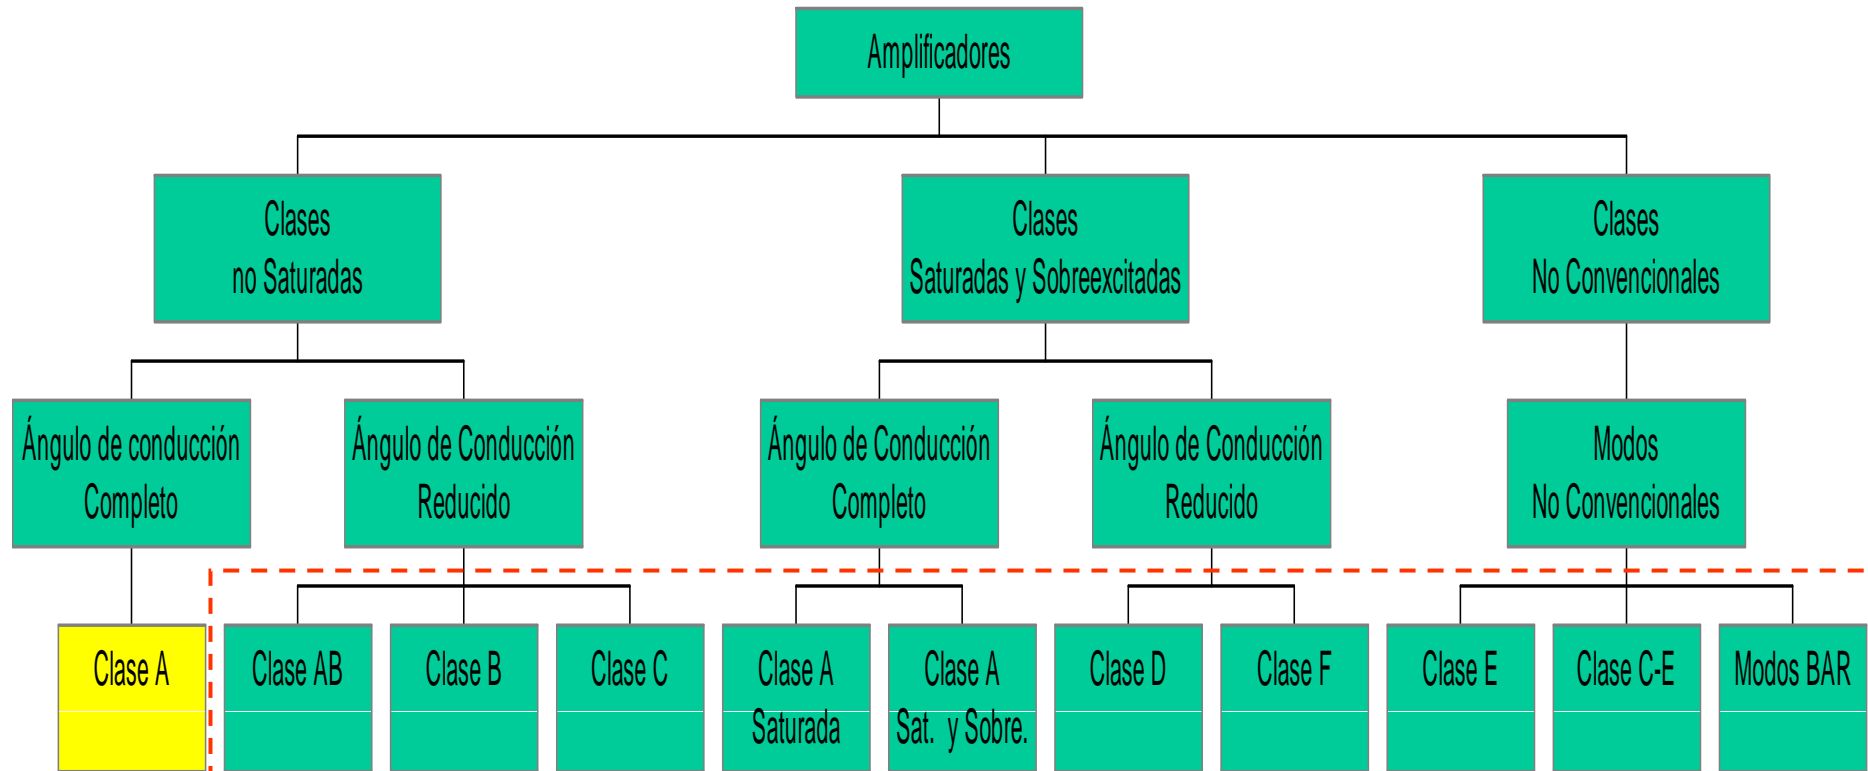 Amplificadores
Clases
no Saturadas
Clases
Saturadas y Sobreexcitadas
Clases
No Convencionales
Ángulo de conducción
Completo
Ángulo de Conducción
Reducido
Ángulo de Conducción
Completo
Ángulo de Conducción
Reducido
Modos
No Convencionales
Clase A
Clase AB
Clase B
Clase C
Clase A
Saturada
Clase A
Sat. y Sobre.
Clase D
Clase F
Clase E
Clase C-E
Modos BAR